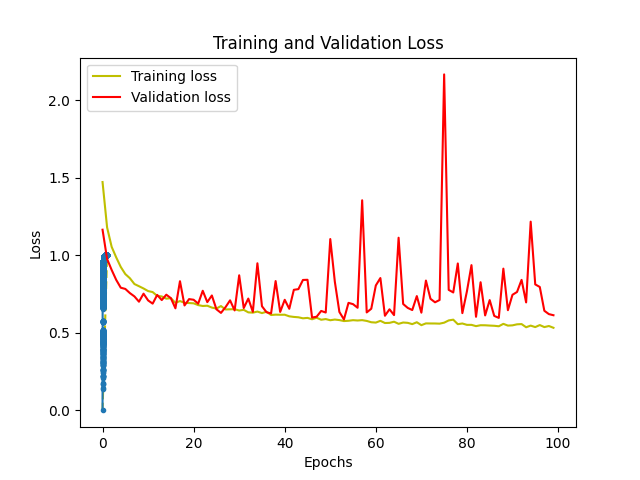 Training and Validation Loss
Training loss
Validation loss
2.0
1.5
1.0
0.5
0.0
Loss
0 20 40 60 80 100
Epochs